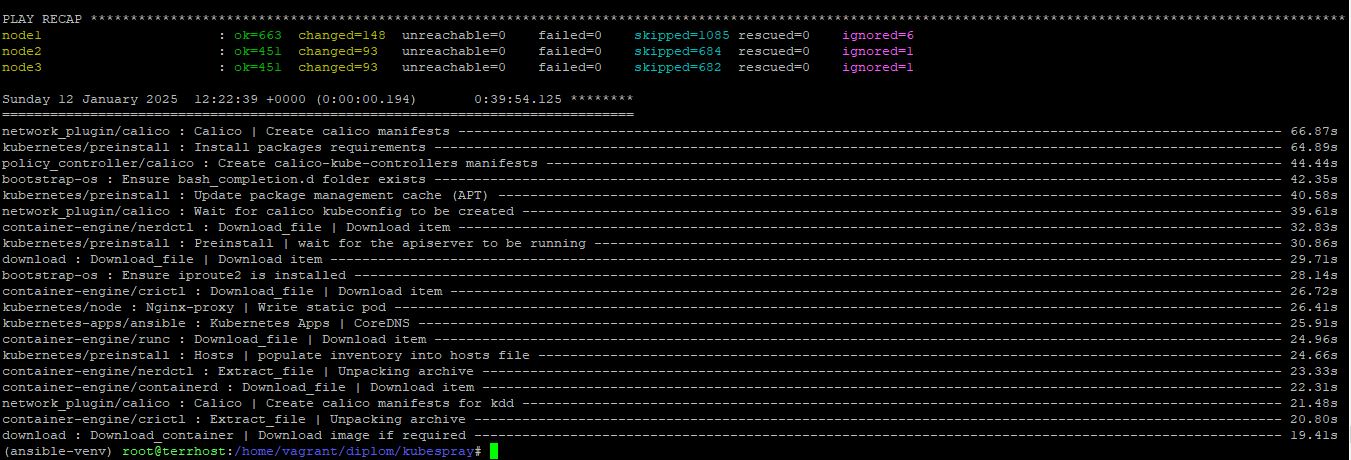 PLAY RECAP *********************************************************************************************************************************************************
node1                      : ok=663  changed=148  unreachable=0    failed=0    skipped=1085 rescued=0    ignored=6
node2                      : ok=451  changed=93   unreachable=0    failed=0    skipped=684  rescued=0    ignored=1
node3                      : ok=451  changed=93   unreachable=0    failed=0    skipped=682  rescued=0    ignored=1
Sunday 12 January 2025  12:22:39 +0000 (0:00:00.194)       0:39:54.125 ********
===============================================================================
network_plugin/calico : Calico | Create calico manifests ------------------------------------------------------------------------------------------------------- 66.87s
kubernetes/preinstall : Install packages requirements ---------------------------------------------------------------------------------------------------------- 64.89s
policy_controller/calico : Create calico-kube-controllers manifests -------------------------------------------------------------------------------------------- 44.44s
bootstrap-os : Ensure bash_completion.d folder exists ---------------------------------------------------------------------------------------------------------- 42.35s
kubernetes/preinstall : Update package management cache (APT) -------------------------------------------------------------------------------------------------- 40.58s
network_plugin/calico : Wait for calico kubeconfig to be created ----------------------------------------------------------------------------------------------- 39.61s
container-engine/nerdctl : Download_file | Download item ------------------------------------------------------------------------------------------------------- 32.83s
kubernetes/preinstall : Preinstall | wait for the apiserver to be running -------------------------------------------------------------------------------------- 30.86s
download : Download_file | Download item ----------------------------------------------------------------------------------------------------------------------- 29.71s
bootstrap-os : Ensure iproute2 is installed -------------------------------------------------------------------------------------------------------------------- 28.14s
container-engine/crictl : Download_file | Download item -------------------------------------------------------------------------------------------------------- 26.72s
kubernetes/node : Nginx-proxy | Write static pod --------------------------------------------------------------------------------------------------------------- 26.41s
kubernetes-apps/ansible : Kubernetes Apps | CoreDNS ------------------------------------------------------------------------------------------------------------ 25.91s
container-engine/runc : Download_file | Download item ---------------------------------------------------------------------------------------------------------- 24.96s
kubernetes/preinstall : Hosts | populate inventory into hosts file --------------------------------------------------------------------------------------------- 24.66s
container-engine/nerdctl : Extract_file | Unpacking archive ---------------------------------------------------------------------------------------------------- 23.33s
container-engine/containerd : Download_file | Download item ---------------------------------------------------------------------------------------------------- 22.31s
network_plugin/calico : Calico | Create calico manifests for kdd ----------------------------------------------------------------------------------------------- 21.48s
container-engine/crictl : Extract_file | Unpacking archive ----------------------------------------------------------------------------------------------------- 20.80s
download : Download_container | Download image if required ----------------------------------------------------------------------------------------------------- 19.41s
(ansible-venv) root@terrhost:/home/vagrant/diplom/kubespray#